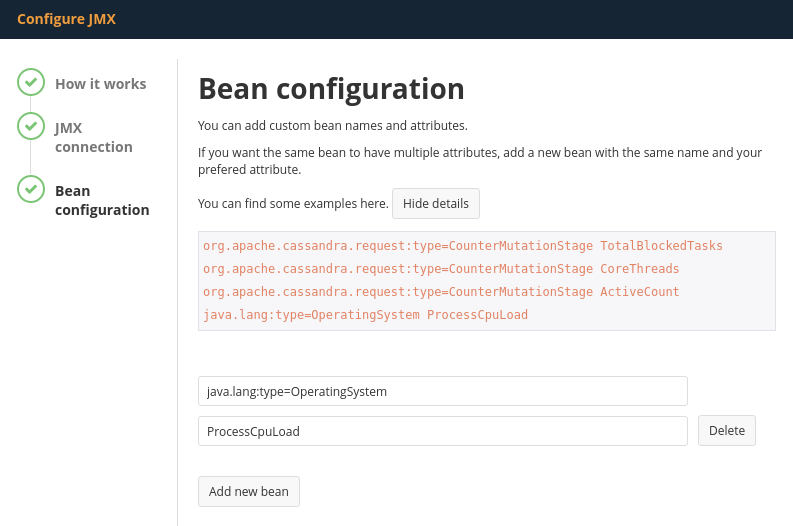 Configure JMX
How it works
JMX
connection
Bean
configuration
Bean configuration
You can add custom bean names and attributes.
If you want the same bean to have multiple attributes, add a new bean with the same name and your
prefered attribute.
You can find some examples here. Hide details
org.apache.cassandra.request:type=CounterMutationStage TotalBlockedTasks
org.apache.cassandra.request:type=CounterMutationStage CoreThreads
org.apache.cassandra.request:type=CounterMutationStage ActiveCount
java.lang:type=OperatingSystem ProcessCpuLoad
java.lang:type=OperatingSystem
ProcessCpuLoad Delete
Add new bean